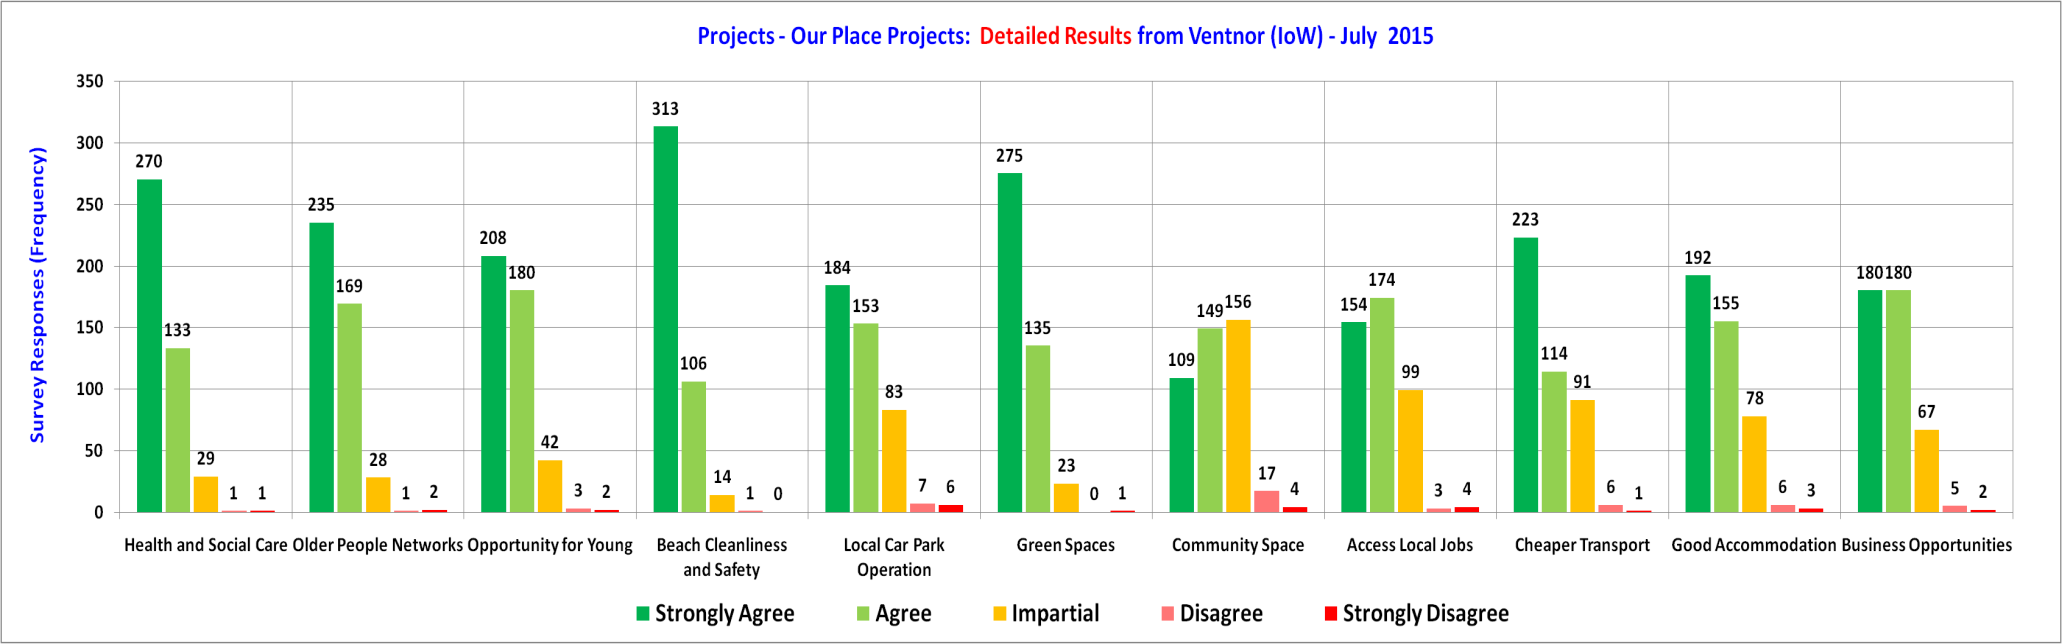 Projects - Our Place Projects:  Detailed Results from Ventnor (IoW) - July  2015
Survey Responses (Frequency)
350
300
250
200
150
100
50
0
270 133 29 1 1
235 169 28 1 2
208 180 42 3 2
313 106 14 1 0
184 153 83 7 6
275 135 23 0 1
109 149 156 17 4
154 174 99 3 4
223 114 91 6 1
192 155 78 6 3
180 180 67 5 2
Health and Social Care
Older People Networks
Opportunity for Young
Beach Cleanliness
and Safety
Local Car Park
Operation
Green Spaces
Community Space
Access Local Jobs
Cheaper Transport
Good Accommodation
Business Opportunities
Strongly Agree
Agree
Impartial
Disagree
Strongly Disagree